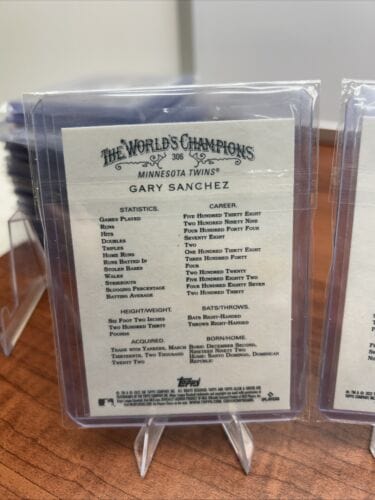 THE WORLD'S CHAMPIONS
306
MINNESOTA TWINS®
GARY SANCHEZ
STATISTICS. CAREER.
GAMES PLAYED FIVE HUNDRED THIRTY EIGHT
RUNS TWO HUNDRED NINETY NINE
HITS FOUR HUNDRED FORTY FOUR
DOUBLES SEVENTY EIGHT
TRIPLES TWO
HOME RUNS ONE HUNDRED THIRTY EIGHT
RUNS BATTED IN THREE HUNDRED FORTY
STOLEN BASES FOUR
WALKS TWO HUNDRED TWENTY
STRIKEOUTS FIVE HUNDRED EIGHTY TWO
SLUGGING PERCENTAGE FOUR HUNDRED EIGHTY SEVEN
BATTING AVERAGE TWO HUNDRED THIRTY
HEIGHT/WEIGHT. BATS/THROWS.
SIX FOOT TWO INCHES BATS RIGHT-HANDED
TWO HUNDRED THIRTY THROWS RIGHT-HANDED
POUNDS
ACQUIRED. BORN/HOME.
TRADE WITH YANKEES, MARCH BORN: DECEMBER SECOND,
THIRTEENTH, TWO THOUSAND NINETEEN NINETY TWO
TWENTY TWO HOME: SANTO DOMINGO, DOMINICAN
REPUBLIC
Topps